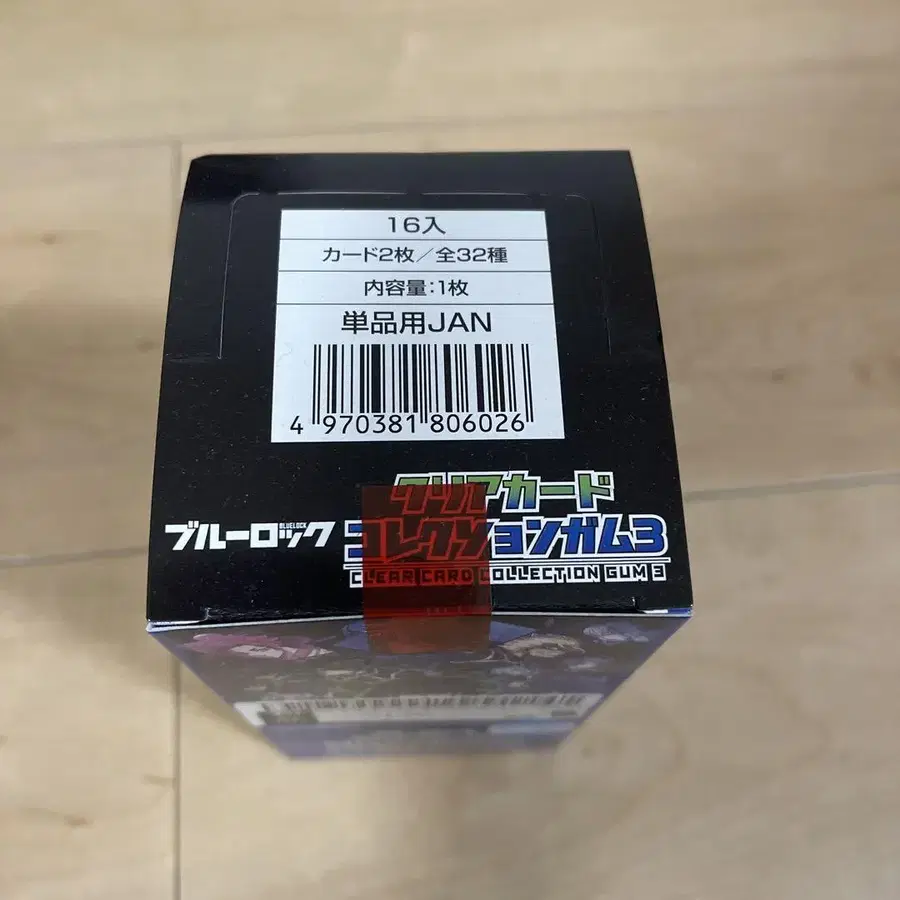 16入
カード2枚/全32種
内容量:1枚
単品用JAN
4 970381 806026
クリアカード
ブルーロック BLUELOCK コレクションガム3
CLEAR CARD COLLECTION GUM 3